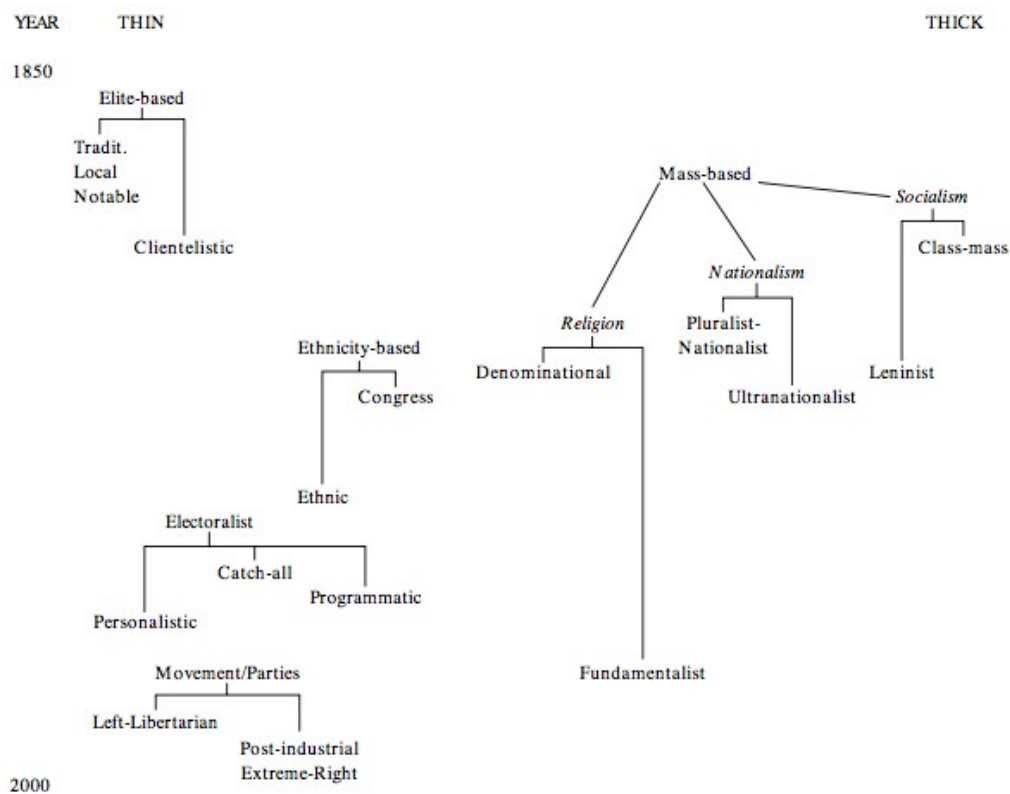 YEAR THIN THICK
1850
Elite-based
Tradit.
Local
Notable
Mass-based
Socialism
Clientelistic
Class-mass
Nationalism
Religion
Pluralist-
Nationalist
Ethnicity-based
Denominational
Leninist
Congress
Ultranationalist
Ethnic
Electoralist
Catch-all
Programmatic
Personalistic
Movement/Parties
Fundamentalist
Left-Libertarian
Post-industrial
Extreme-Right
2000